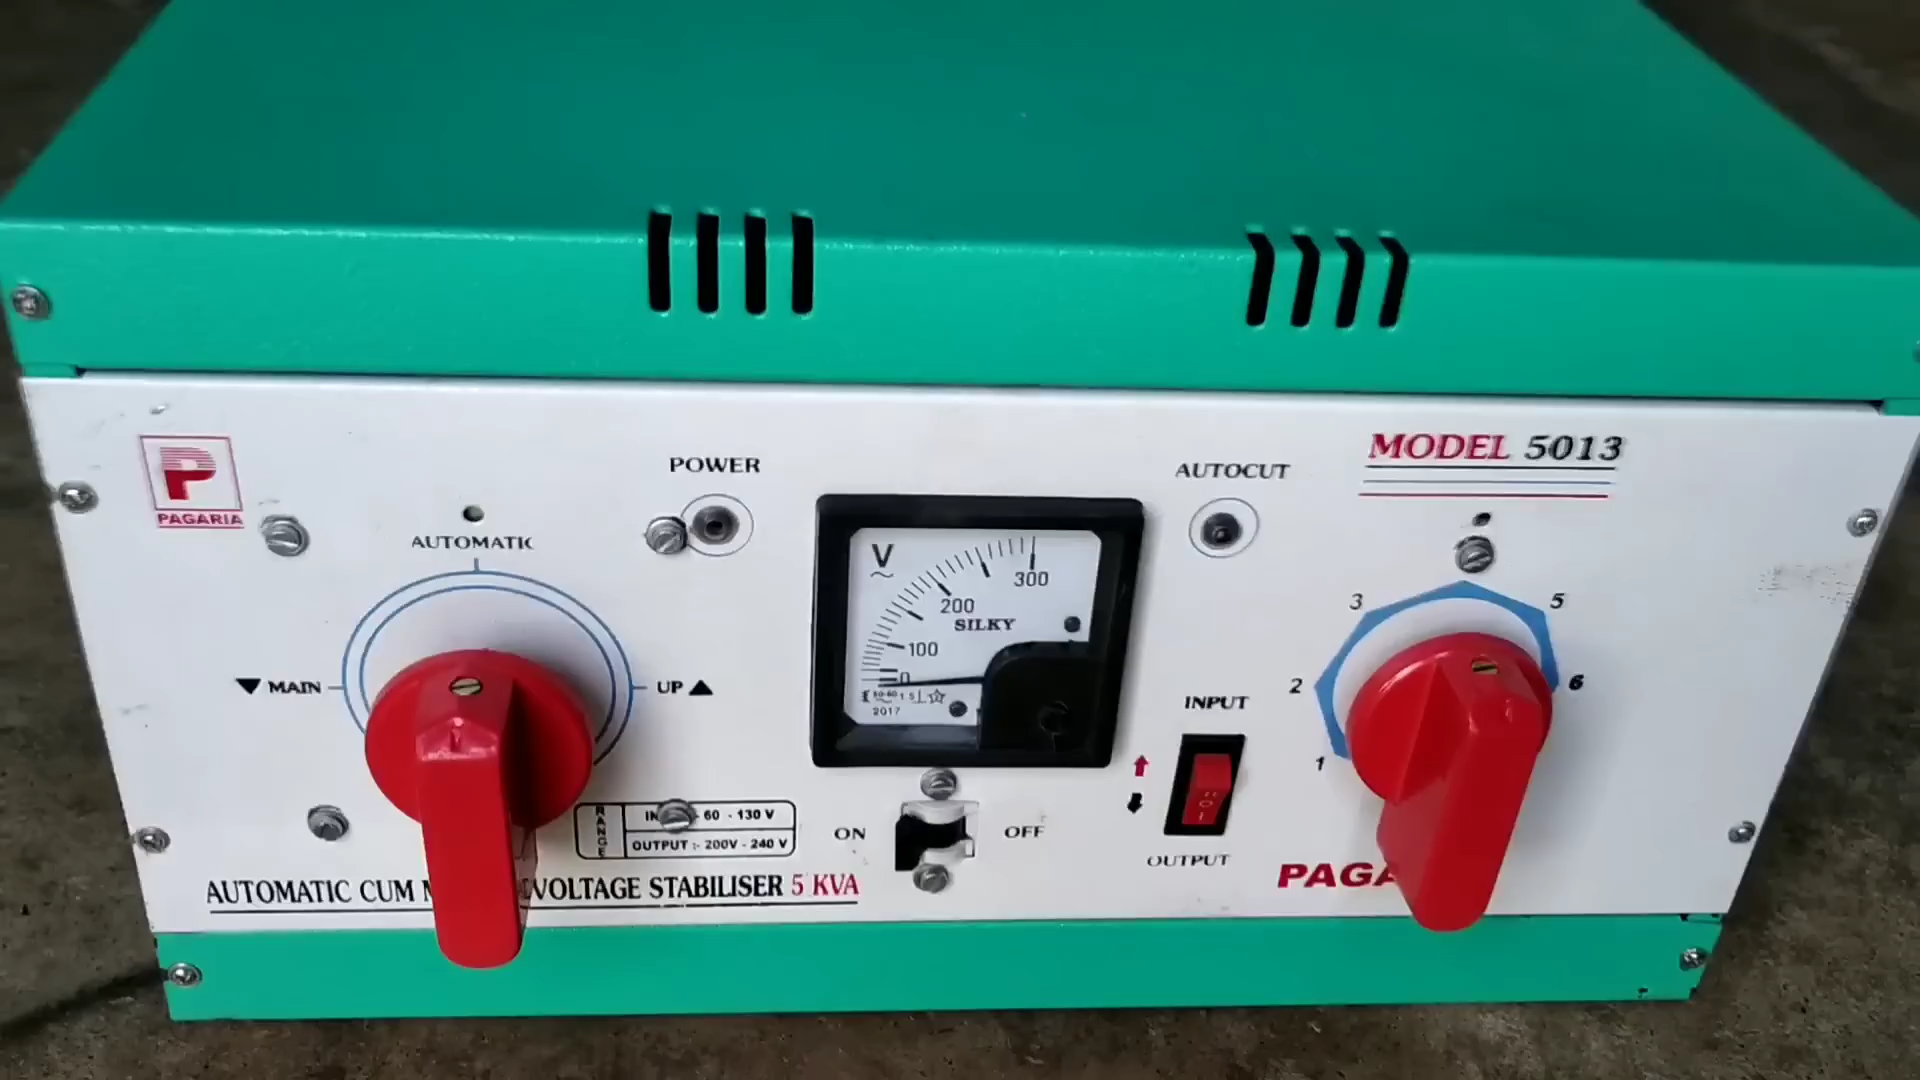 MODEL 5013
POWER
AUTOCUT
P
PAGARIA
AUTOMATIC
▼ MAIN
UP ▲
V
300
200
SILKY
100
0
2017
3
5
2
6
1
INPUT
OUTPUT
RANGE
60 - 130 V
OUTPUT :- 200V - 240 V
ON
OFF
AUTOMATIC CUM VOLTAGE STABILISER 5 KVA